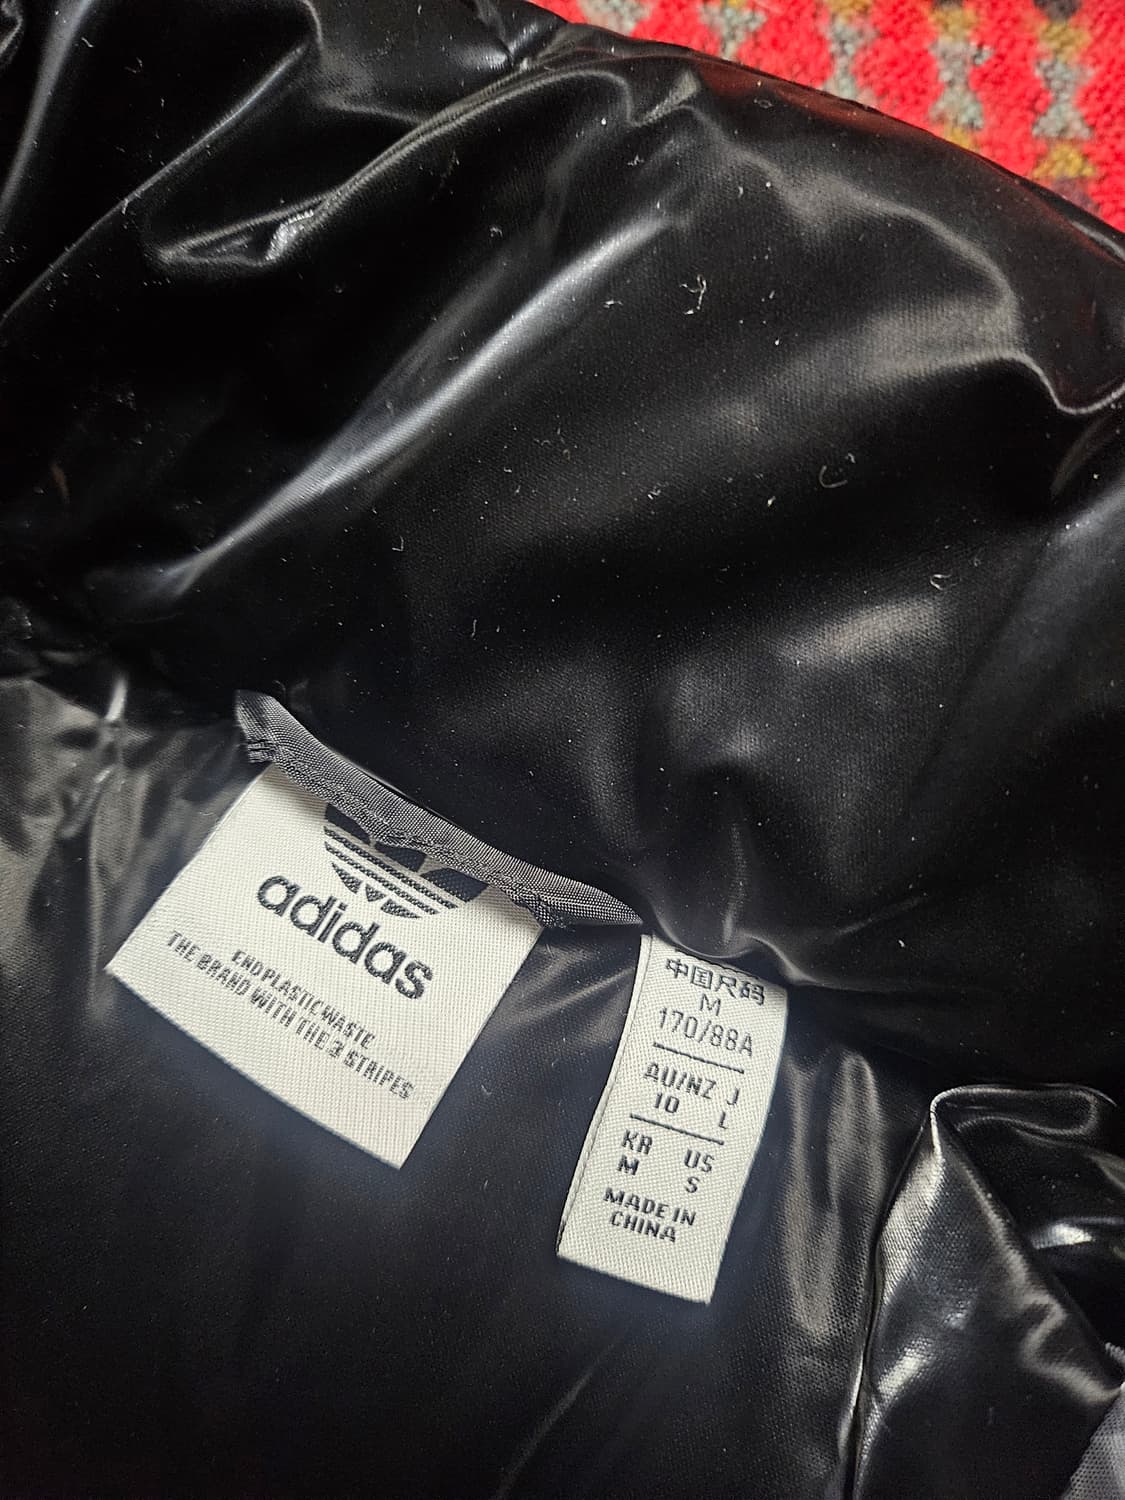 adidas
END PLASTIC WASTE
THE BRAND WITH THE 3 STRIPES
中国尺码
M
170/88A
AU/NZ J
10 L
KR US
M S
MADE IN
CHINA